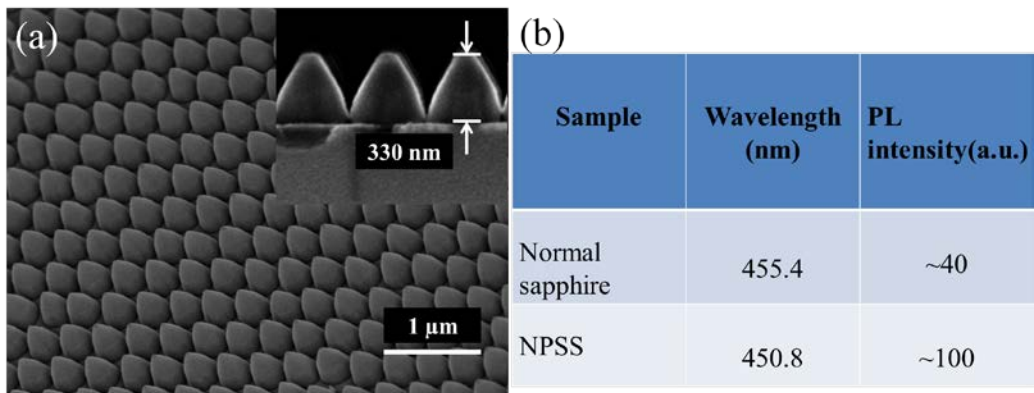 (a)
330 nm
1 μm
(b)
Sample
Wavelength
(nm)
PL
intensity(a.u.)
Normal
sapphire
455.4
~40
NPSS
450.8
~100